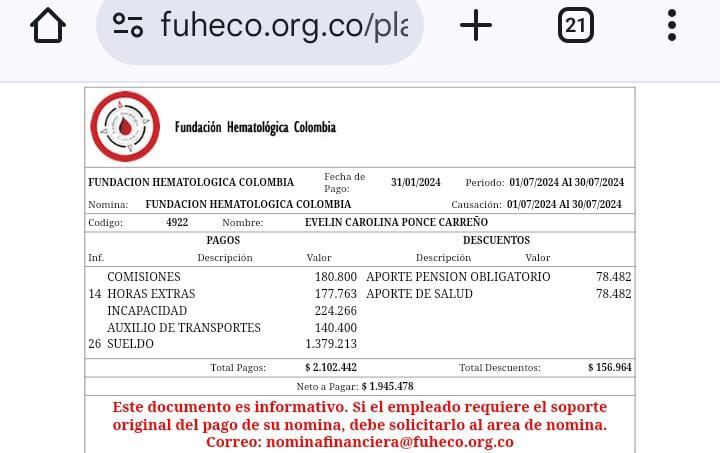 fuheco.org.co/pla
21
Fundación Hematológica Colombia
FUNDACION HEMATOLOGICA COLOMBIA Fecha de Pago: 31/01/2024 Periodo: 01/07/2024 Al 30/07/2024
Nomina: FUNDACION HEMATOLOGICA COLOMBIA Causación: 01/07/2024 Al 30/07/2024
Codigo: 4922 Nombre: EVELIN CAROLINA PONCE CARREÑO
PAGOS DESCUENTOS
Inf. Descripción Valor Descripción Valor
COMISIONES 180.800 APORTE PENSION OBLIGATORIO 78.482
14 HORAS EXTRAS 177.763 APORTE DE SALUD 78.482
INCAPACIDAD 224.266
AUXILIO DE TRANSPORTES 140.400
26 SUELDO 1.379.213
Total Pagos: $ 2.102.442 Total Descuentos: $ 156.964
Neto a Pagar: $ 1.945.478
Este documento es informativo. Si el empleado requiere el soporte
original del pago de su nomina, debe solicitarlo al area de nomina.
Correo: nominafinanciera@fuheco.org.co